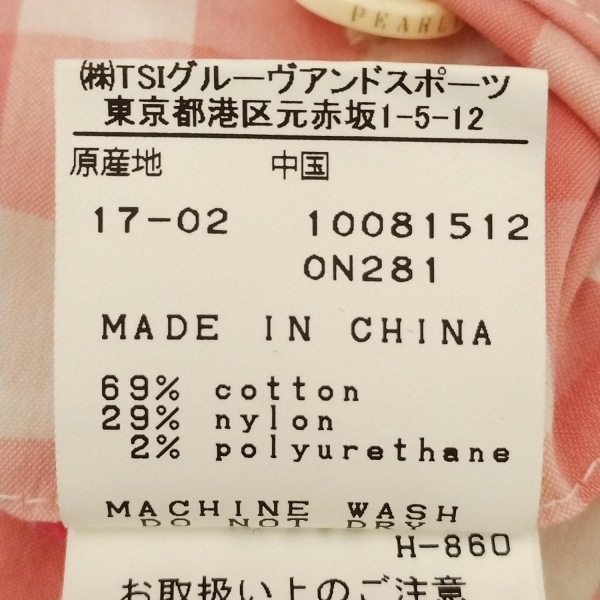 PEARL
㈱TSIグルーヴアンドスポーツ
東京都港区元赤坂1-5-12
原産地 中国
17-02 10081512
0N281
MADE IN CHINA
69% cotton
29% nylon
2% polyurethane
MACHINE WASH
DO NOT DRY
H-860
お取扱い上のご注意